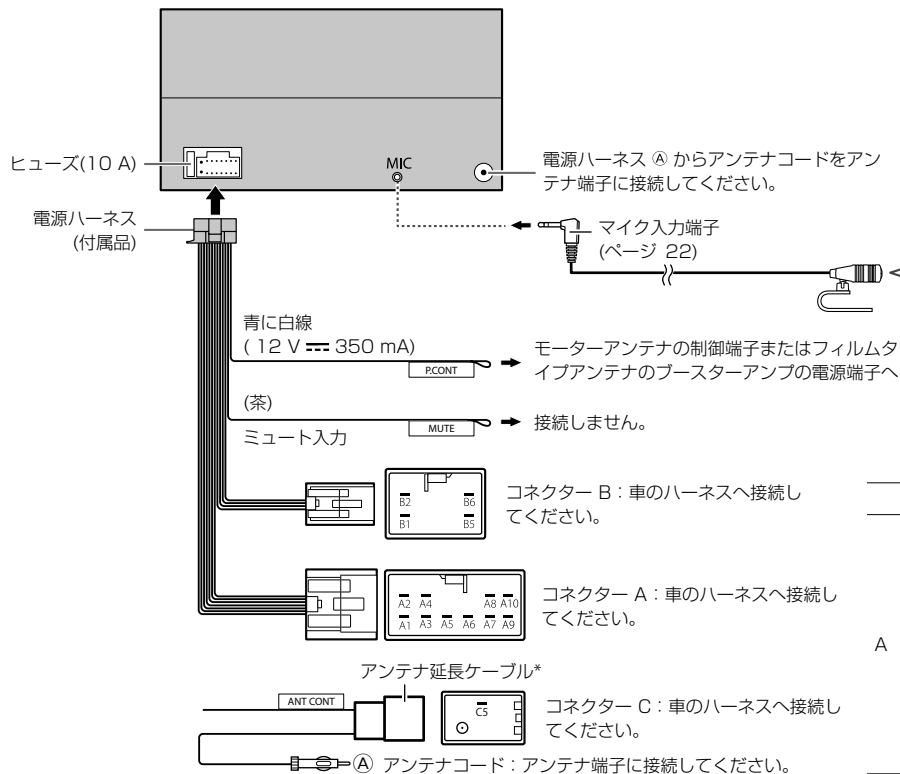 ヒューズ(10 A)
MIC
電源ハーネス Ⓐ からアンテナコードをアン
テナ端子に接続してください。
電源ハーネス
(付属品)
マイク入力端子
(ページ 22)
青に白線
( 12 V ⎓ 350 mA)
P.CONT
モーターアンテナの制御端子またはフィルムタ
イプアンテナのブースターアンプの電源端子へ
(茶)
ミュート入力
MUTE
接続しません。
B2 B6
B1 B5
コネクター B：車のハーネスへ接続し
てください。
A2 A4 A8 A10
A1 A3 A5 A6 A7 A9
コネクター A：車のハーネスへ接続し
てください。
A
アンテナ延長ケーブル*
ANT CONT
C5
コネクター C：車のハーネスへ接続し
てください。
Ⓐ アンテナコード：アンテナ端子に接続してください。